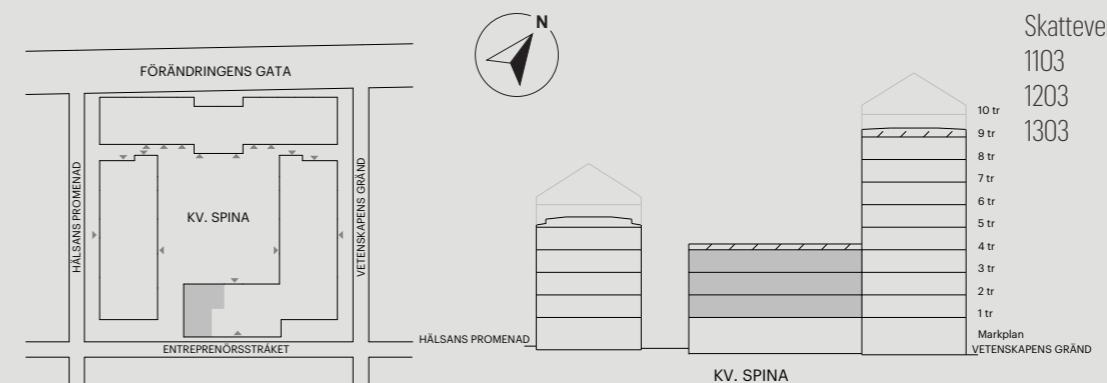 FÖRÄNDRINGENS GATA
HÄLSANS PROMENAD
KV. SPINA
VETENSKAPENS GRÄND
ENTREPRENÖRSSTRÅKET
N
10 tr
9 tr
8 tr
7 tr
6 tr
5 tr
4 tr
3 tr
2 tr
1 tr
Markplan
HÄLSANS PROMENAD
VETENSKAPENS GRÄND
KV. SPINA
Skatteve
1103
1203
1303